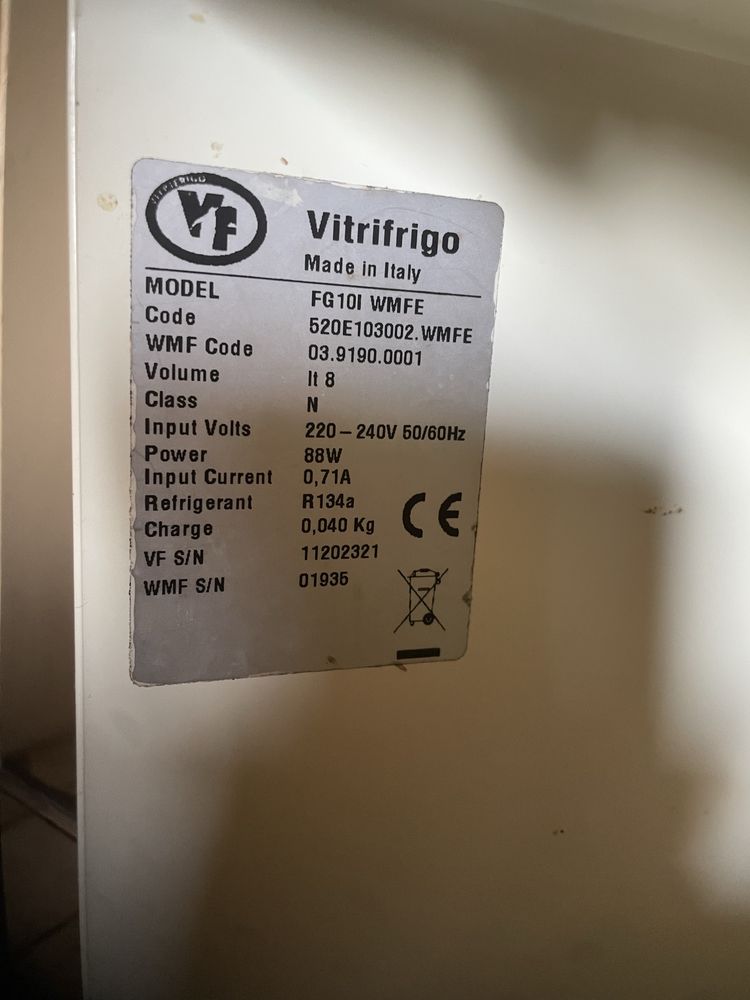 VITRIFRIGO
VF
Vitrifrigo
Made in Italy
MODEL FG10I WMFE
Code 520E103002.WMFE
WMF Code 03.9190.0001
Volume lt 8
Class N
Input Volts 220 – 240V 50/60Hz
Power 88W
Input Current 0,71A
Refrigerant R134a
Charge 0,040 Kg
CE
VF S/N 11202321
WMF S/N 01935